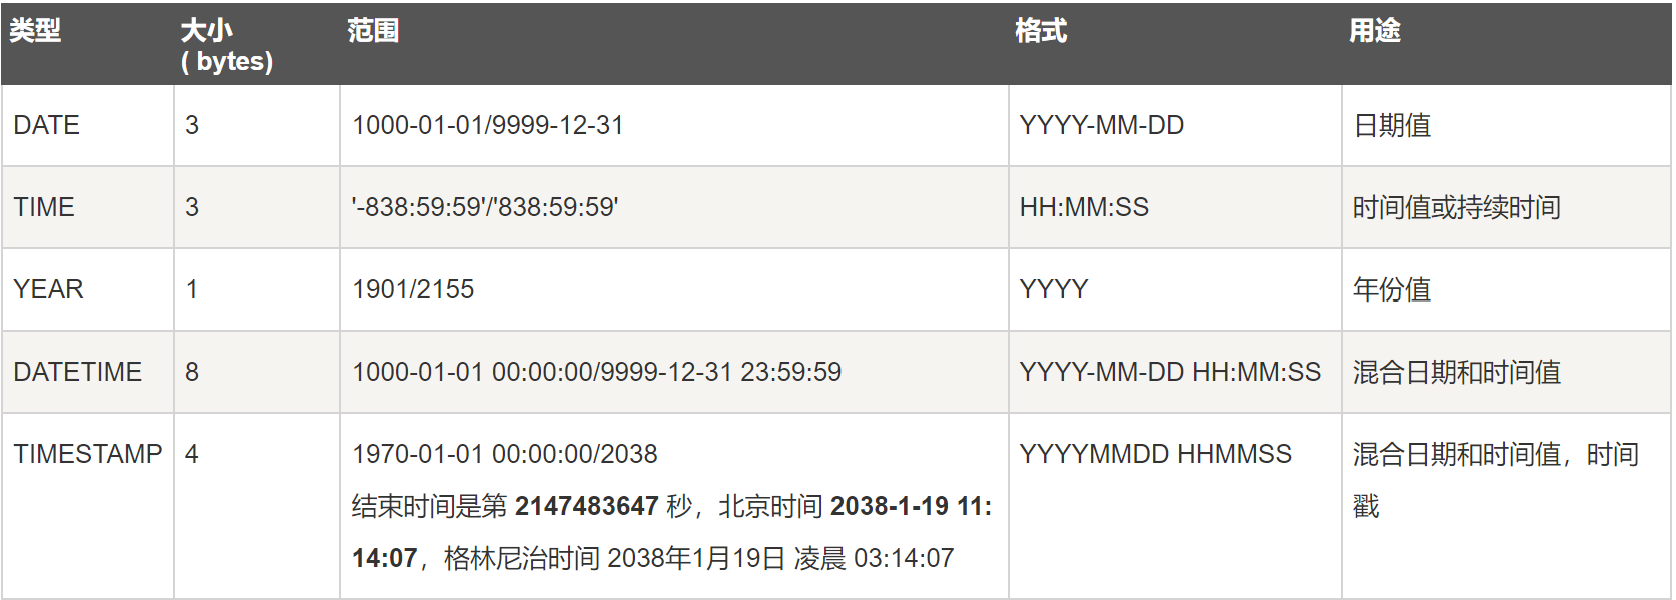 类型 大小 范围 格式 用途
( bytes)
DATE 3 1000-01-01/9999-12-31 YYYY-MM-DD 日期值
TIME 3 '-838:59:59'/'838:59:59' HH:MM:SS 时间值或持续时间
YEAR 1 1901/2155 YYYY 年份值
DATETIME 8 1000-01-01 00:00:00/9999-12-31 23:59:59 YYYY-MM-DD HH:MM:SS 混合日期和时间值
TIMESTAMP 4 1970-01-01 00:00:00/2038 YYYYMMDD HHMMSS 混合日期和时间值，时间
结束时间是第 2147483647 秒，北京时间 2038-1-19 11: 戳
14:07，格林尼治时间 2038年1月19日 凌晨 03:14:07